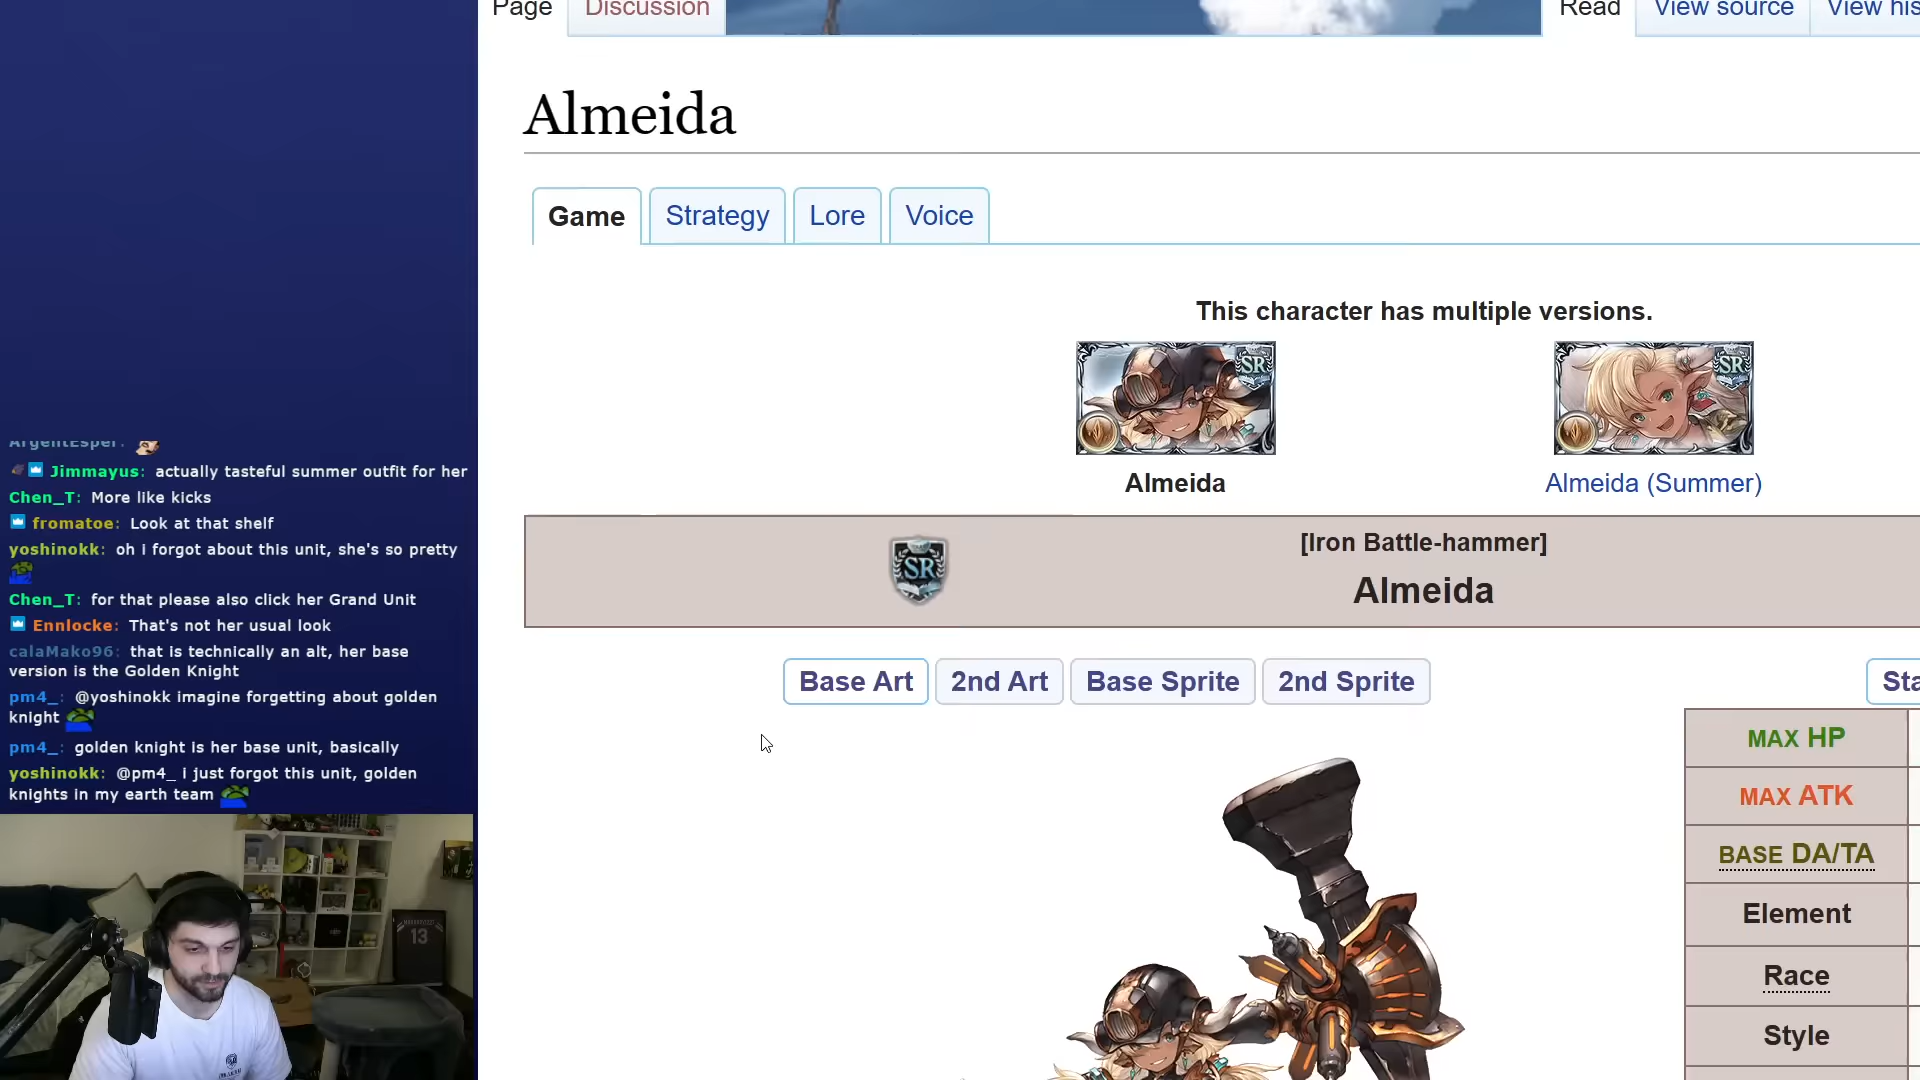 Page
Discussion
Read
View source
View his
Almeida
Game
Strategy
Lore
Voice
This character has multiple versions.
SR
SR
Almeida
Almeida (Summer)
SR
[Iron Battle-hammer]
Almeida
Base Art
2nd Art
Base Sprite
2nd Sprite
Sta
MAX HP
MAX ATK
BASE DA/TA
Element
Race
Style
ArgentEsper:
Jimmayus: actually tasteful summer outfit for her
Chen_T: More like kicks
fromatoe: Look at that shelf
yoshinokk: oh i forgot about this unit, she's so pretty
Chen_T: for that please also click her Grand Unit
Ennlocke: That's not her usual look
calaMako96: that is technically an alt, her base
version is the Golden Knight
pm4_: @yoshinokk imagine forgetting about golden
knight
pm4_: golden knight is her base unit, basically
yoshinokk: @pm4_ i just forgot this unit, golden
knights in my earth team
13